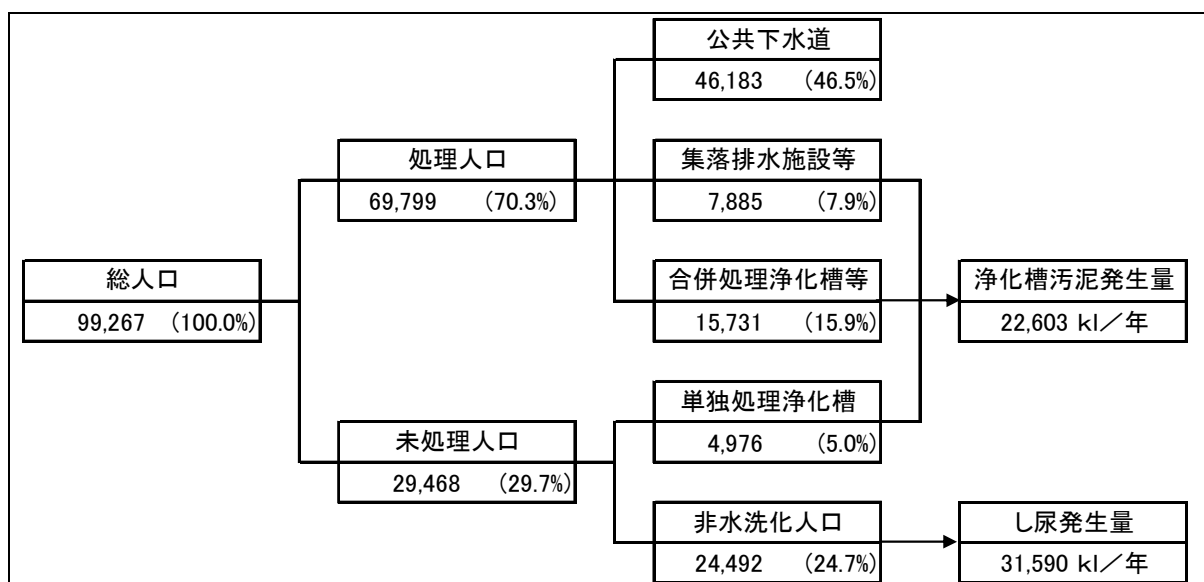 公共下水道
46,183 (46.5%)
処理人口
69,799 (70.3%)
集落排水施設等
7,885 (7.9%)
総人口
99,267 (100.0%)
合併処理浄化槽等
15,731 (15.9%)
浄化槽汚泥発生量
22,603 kl／年
未処理人口
29,468 (29.7%)
単独処理浄化槽
4,976 (5.0%)
非水洗化人口
24,492 (24.7%)
し尿発生量
31,590 kl／年